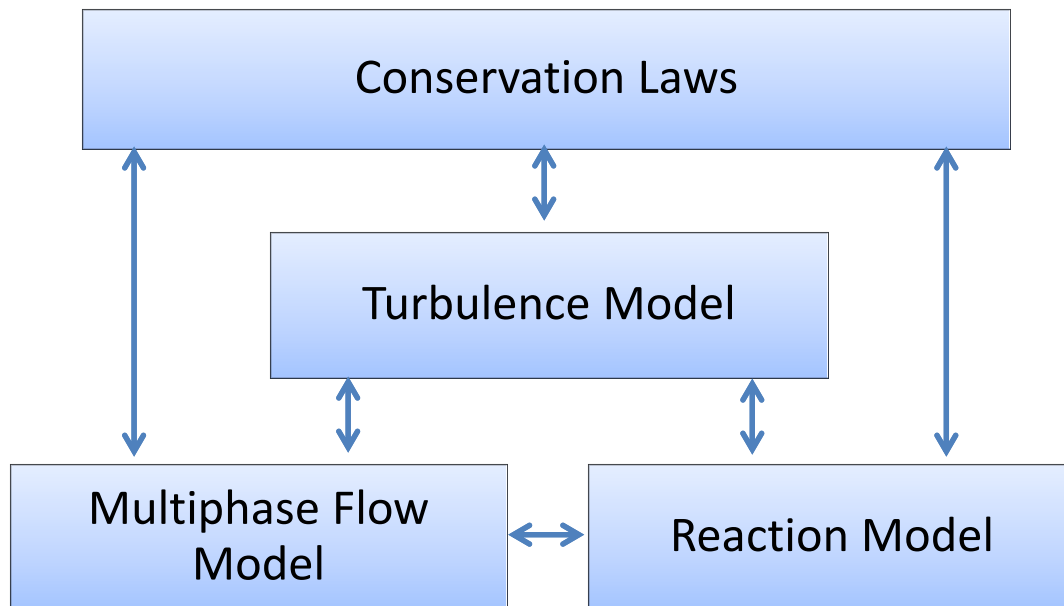 Conservation Laws
Turbulence Model
Multiphase Flow
Model
Reaction Model